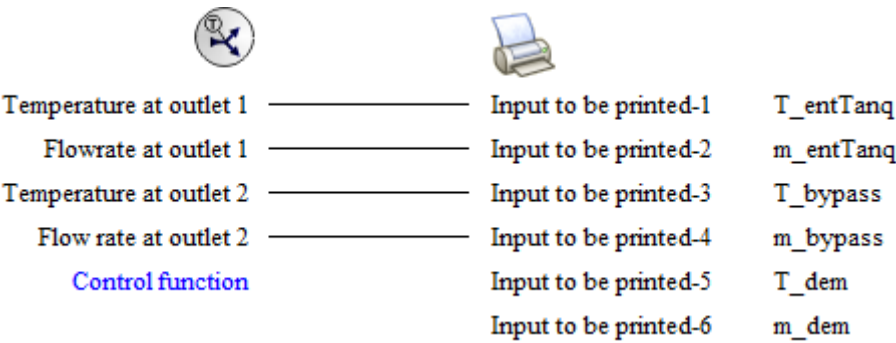 T
Temperature at outlet 1 Input to be printed-1 T_entTanq
Flowrate at outlet 1 Input to be printed-2 m_entTanq
Temperature at outlet 2 Input to be printed-3 T_bypass
Flow rate at outlet 2 Input to be printed-4 m_bypass
Control function Input to be printed-5 T_dem
Input to be printed-6 m_dem